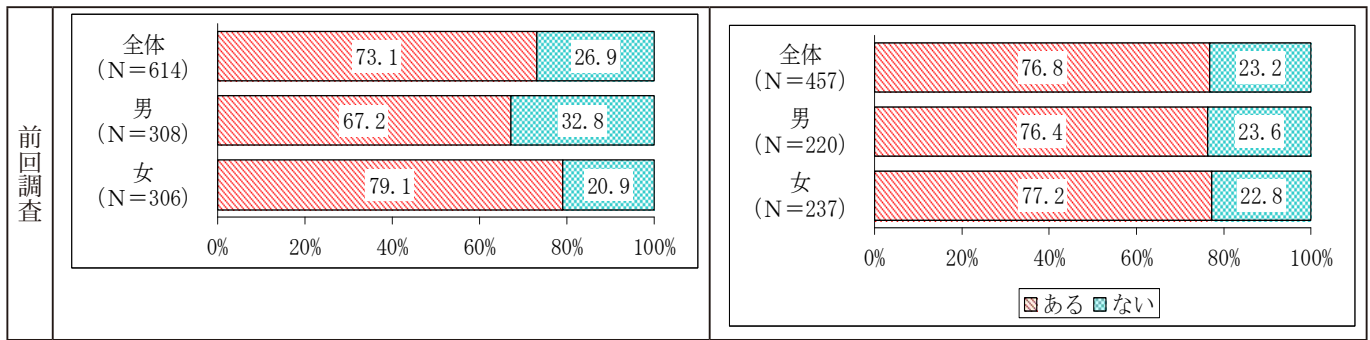 前回調査
全体
(N=614)
73.1
26.9
男
(N=308)
67.2
32.8
女
(N=306)
79.1
20.9
0%
20%
40%
60%
80%
100%
全体
(N=457)
76.8
23.2
男
(N=220)
76.4
23.6
女
(N=237)
77.2
22.8
0%
20%
40%
60%
80%
100%
ある
ない